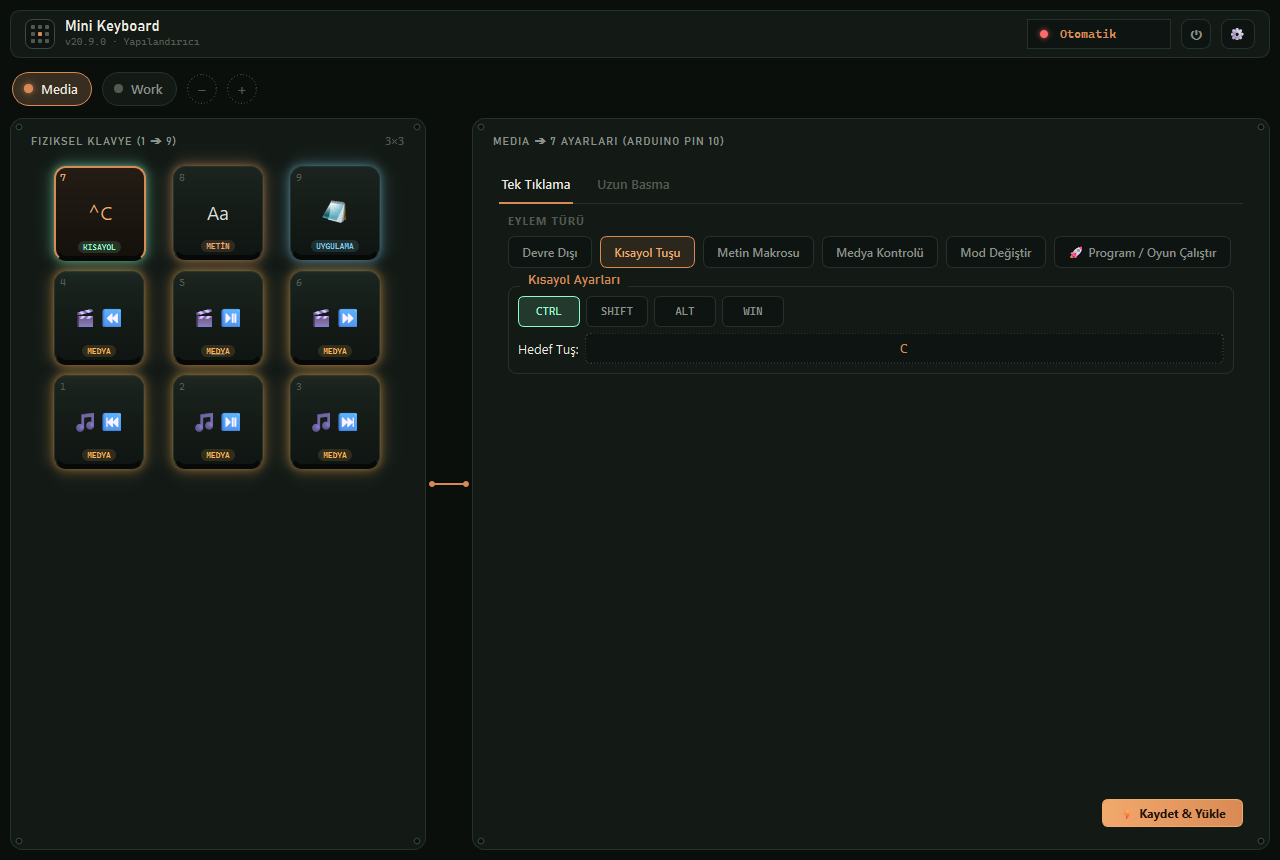 Mini Keyboard
v20.9.0 · Yapılandırıcı
Otomatik
Media
Work
−
+
FIZIKSEL KLAVYE (1 ➔ 9)
3×3
7
^C
KISAYOL
8
Aa
METİN
9
UYGULAMA
4
MEDYA
5
MEDYA
6
MEDYA
1
MEDYA
2
MEDYA
3
MEDYA
MEDIA ➔ 7 AYARLARI (ARDUINO PIN 10)
Tek Tıklama
Uzun Basma
EYLEM TÜRÜ
Devre Dışı
Kısayol Tuşu
Metin Makrosu
Medya Kontrolü
Mod Değiştir
🚀 Program / Oyun Çalıştır
Kısayol Ayarları
CTRL
SHIFT
ALT
WIN
Hedef Tuş:
C
Kaydet & Yükle